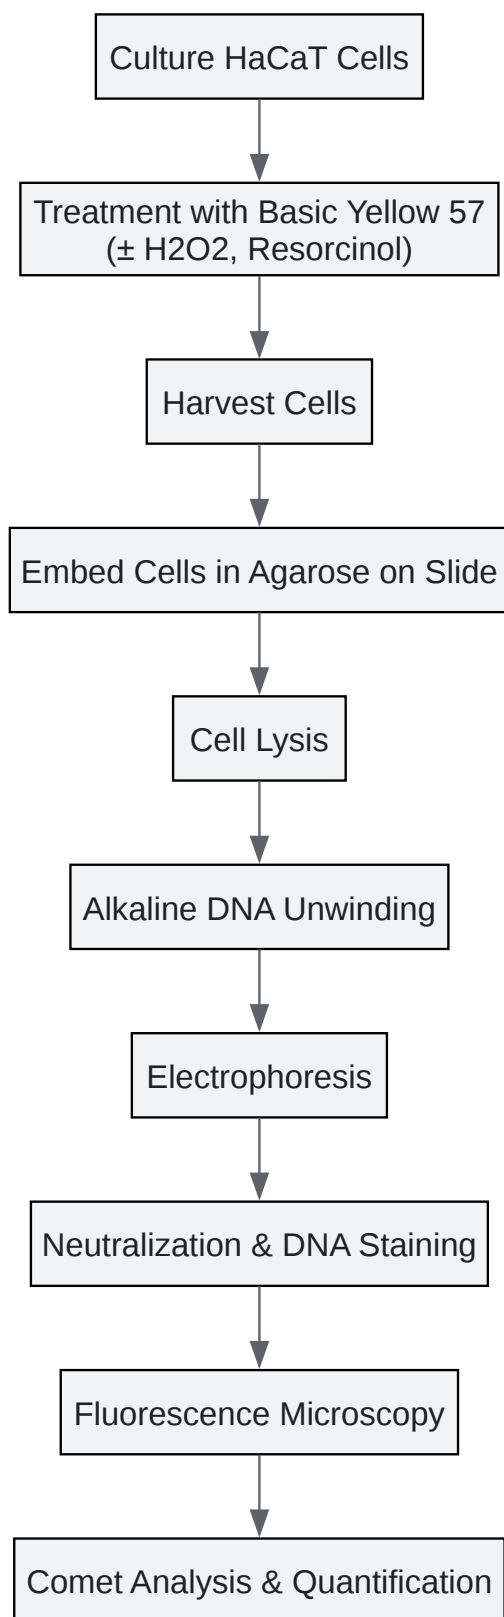 Culture HaCaT Cells
Treatment with Basic Yellow 57
(± H2O2, Resorcinol)
Harvest Cells
Embed Cells in Agarose on Slide
Cell Lysis
Alkaline DNA Unwinding
Electrophoresis
Neutralization & DNA Staining
Fluorescence Microscopy
Comet Analysis & Quantification